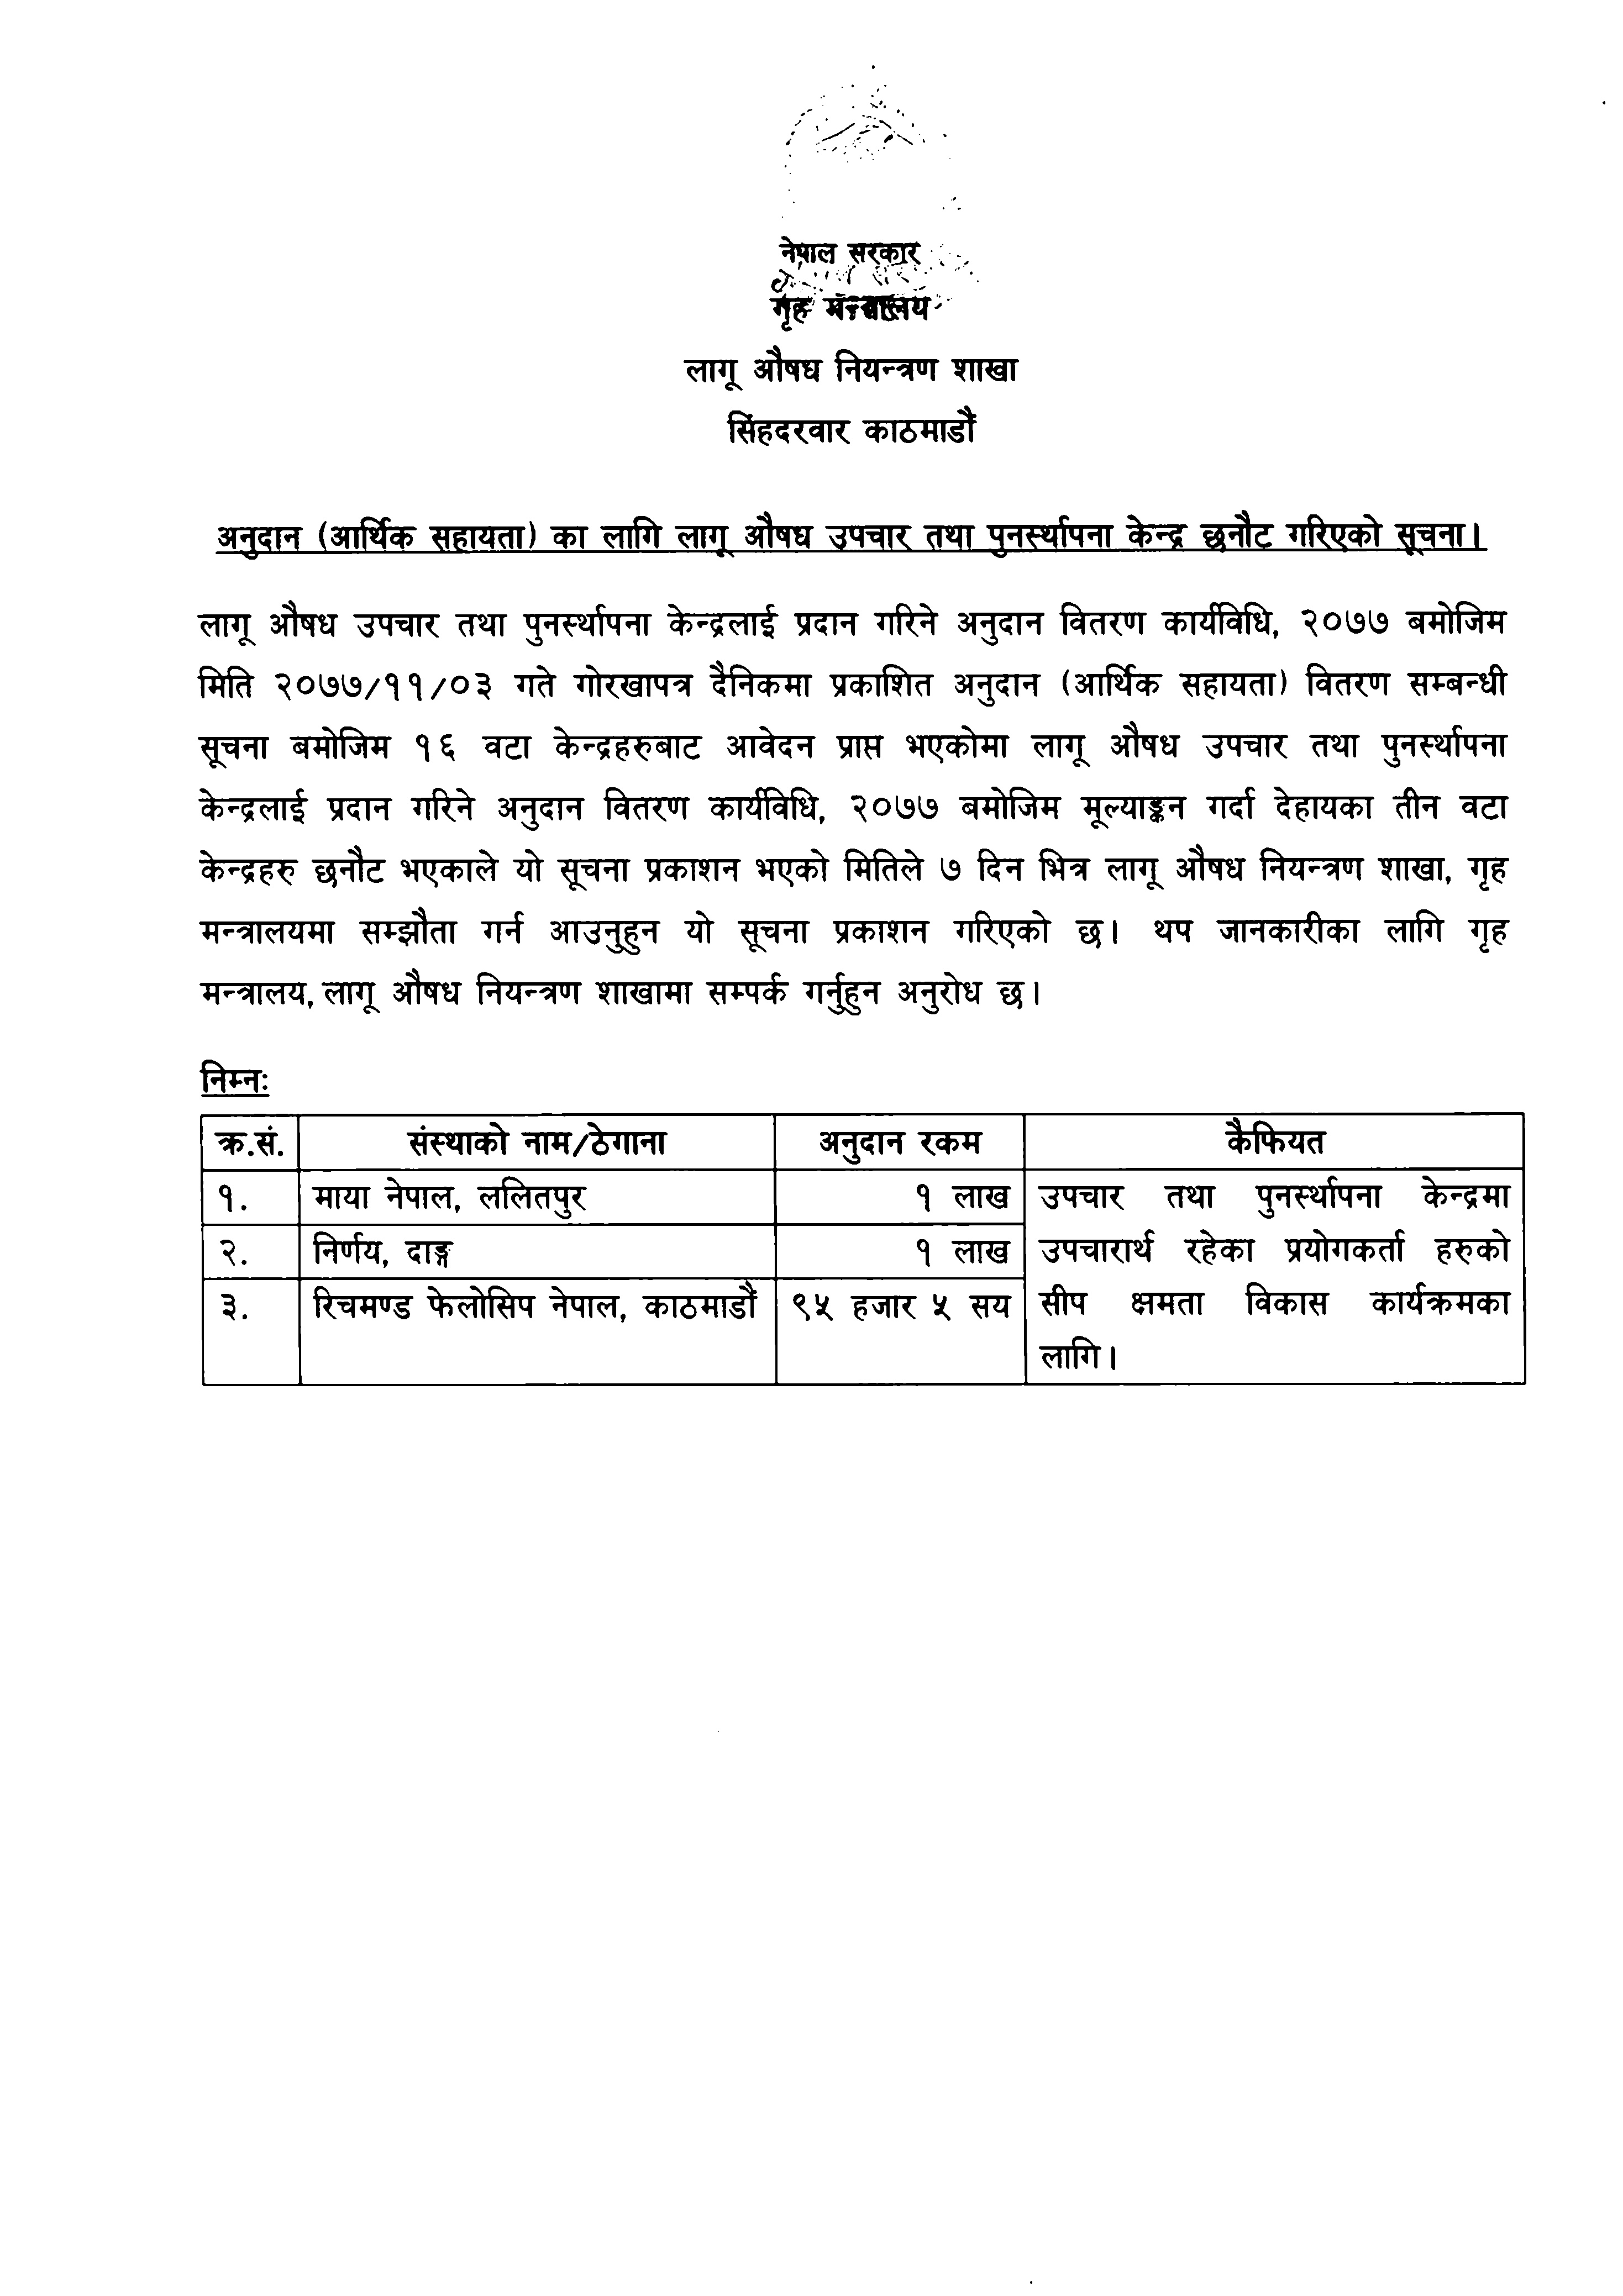 नेपाल सरकार
गृह मन्त्रालय
लागू औषध नियन्त्रण शाखा
सिंहदरवार काठमाडौं
अनुदान (आर्थिक सहायता) का लागि लागू औषध उपचार तथा पुनर्स्थापना केन्द्र छनौट गरिएको सूचना।
लागू औषध उपचार तथा पुनर्स्थापना केन्द्रलाई प्रदान गरिने अनुदान वितरण कार्यविधि, २०७७ बमोजिम
मिति २०७७/११/०३ गते गोरखापत्र दैनिकमा प्रकाशित अनुदान (आर्थिक सहायता) वितरण सम्बन्धी
सूचना बमोजिम १६ वटा केन्द्रहरुबाट आवेदन प्राप्त भएकोमा लागू औषध उपचार तथा पुनर्स्थापना
केन्द्रलाई प्रदान गरिने अनुदान वितरण कार्यविधि, २०७७ बमोजिम मूल्याङ्कन गर्दा देहायका तीन वटा
केन्द्रहरु छनौट भएकाले यो सूचना प्रकाशन भएको मितिले ७ दिन भित्र लागू औषध नियन्त्रण शाखा, गृह
मन्त्रालयमा सम्झौता गर्न आउनुहुन यो सूचना प्रकाशन गरिएको छ। थप जानकारीका लागि गृह
मन्त्रालय, लागू औषध नियन्त्रण शाखामा सम्पर्क गर्नुहुन अनुरोध छ।
निम्नः
क्र.सं. संस्थाको नाम/ठेगाना अनुदान रकम कैफियत
१. माया नेपाल, ललितपुर १ लाख उपचार तथा पुनर्स्थापना केन्द्रमा
२. निर्णय, दाङ्ग १ लाख उपचारार्थ रहेका प्रयोगकर्ता हरुको
३. रिचमण्ड फेलोसिप नेपाल, काठमाडौं ९५ हजार ५ सय सीप क्षमता विकास कार्यक्रमका
लागि।